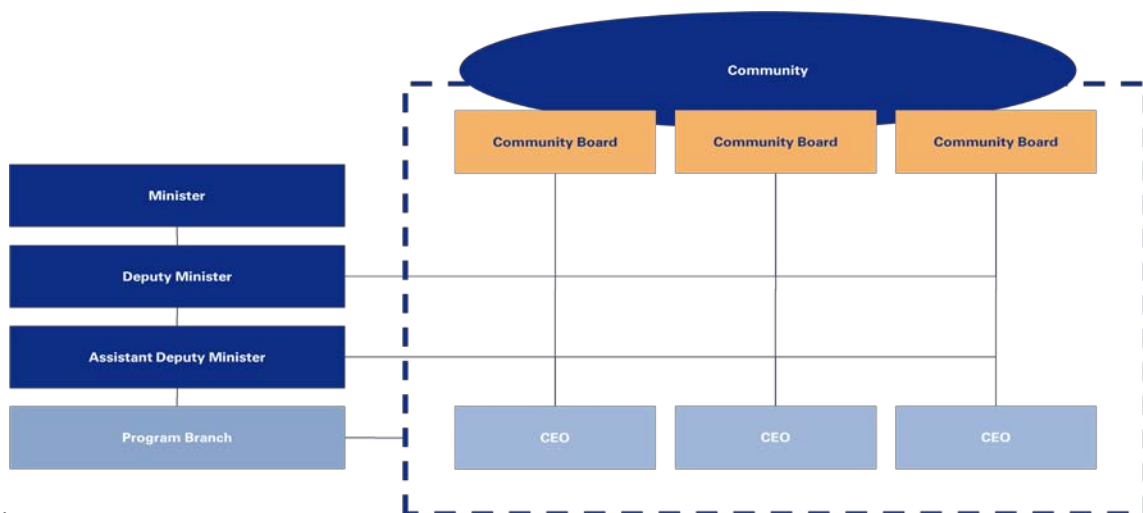 Community
Community Board
Community Board
Community Board
Minister
Deputy Minister
Assistant Deputy Minister
Program Branch
CEO
CEO
CEO